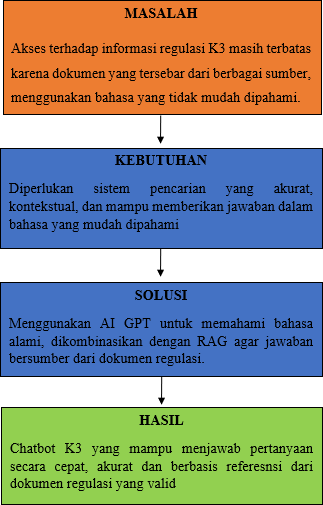 MASALAH
Akses terhadap informasi regulasi K3 masih terbatas
karena dokumen yang tersebar dari berbagai sumber,
menggunakan bahasa yang tidak mudah dipahami.
KEBUTUHAN
Diperlukan sistem pencarian yang akurat,
kontekstual, dan mampu memberikan jawaban dalam
bahasa yang mudah dipahami
SOLUSI
Menggunakan AI GPT untuk memahami bahasa
alami, dikombinasikan dengan RAG agar jawaban
bersumber dari dokumen regulasi.
HASIL
Chatbot K3 yang mampu menjawab pertanyaan
secara cepat, akurat dan berbasis referesnsi dari
dokumen regulasi yang valid